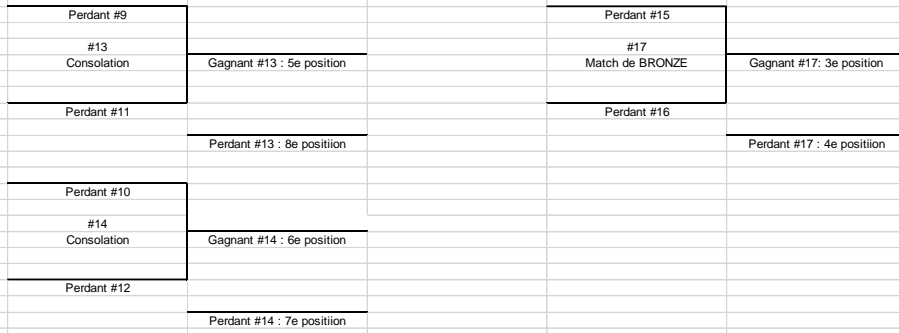 Perdant #9
#13
Consolation
Gagnant #13 : 5e position
Perdant #11
Perdant #13 : 8e positiion
Perdant #10
#14
Consolation
Gagnant #14 : 6e position
Perdant #12
Perdant #14 : 7e positiion
Perdant #15
#17
Match de BRONZE
Gagnant #17: 3e position
Perdant #16
Perdant #17 : 4e positiion